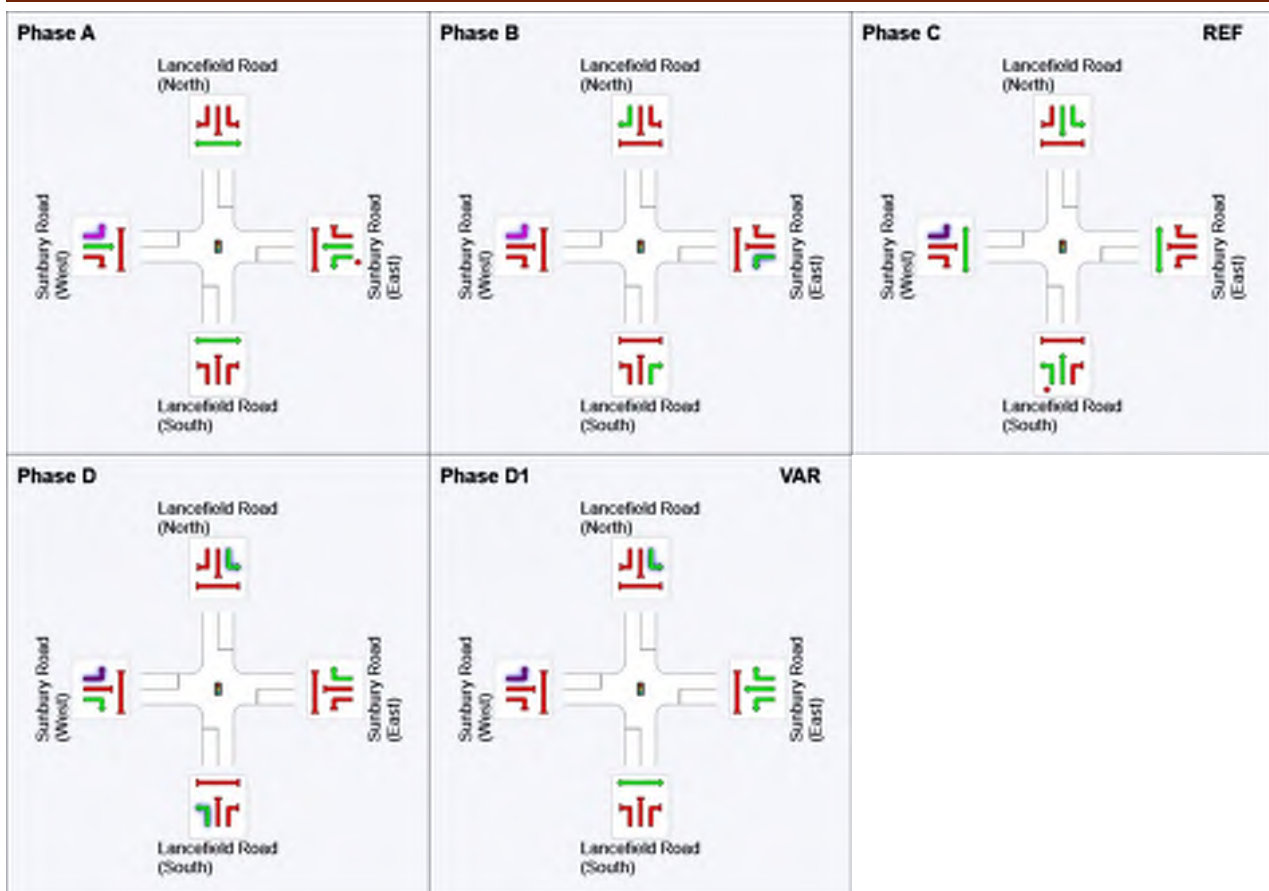 Phase A
Lancefield Road
(North)
Sunbury Road
(West)
Sunbury Road
(East)
Lancefield Road
(South)
Phase B
Lancefield Road
(North)
Sunbury Road
(West)
Sunbury Road
(East)
Lancefield Road
(South)
Phase C
REF
Lancefield Road
(North)
Sunbury Road
(West)
Sunbury Road
(East)
Lancefield Road
(South)
Phase D
Lancefield Road
(North)
Sunbury Road
(West)
Sunbury Road
(East)
Lancefield Road
(South)
Phase D1
VAR
Lancefield Road
(North)
Sunbury Road
(West)
Sunbury Road
(East)
Lancefield Road
(South)